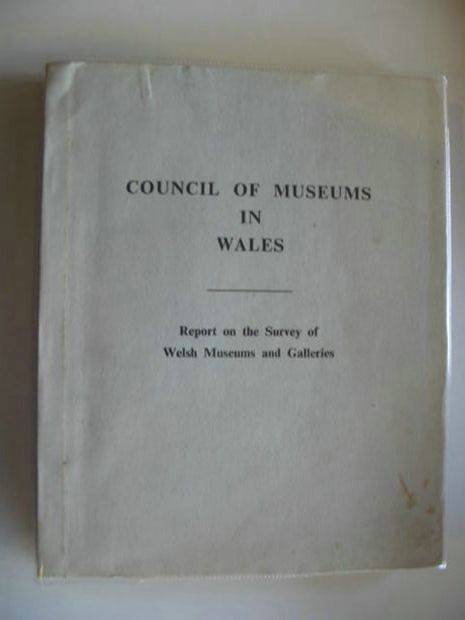 COUNCIL OF MUSEUMS
IN
WALES
Report on the Survey of
Welsh Museums and Galleries